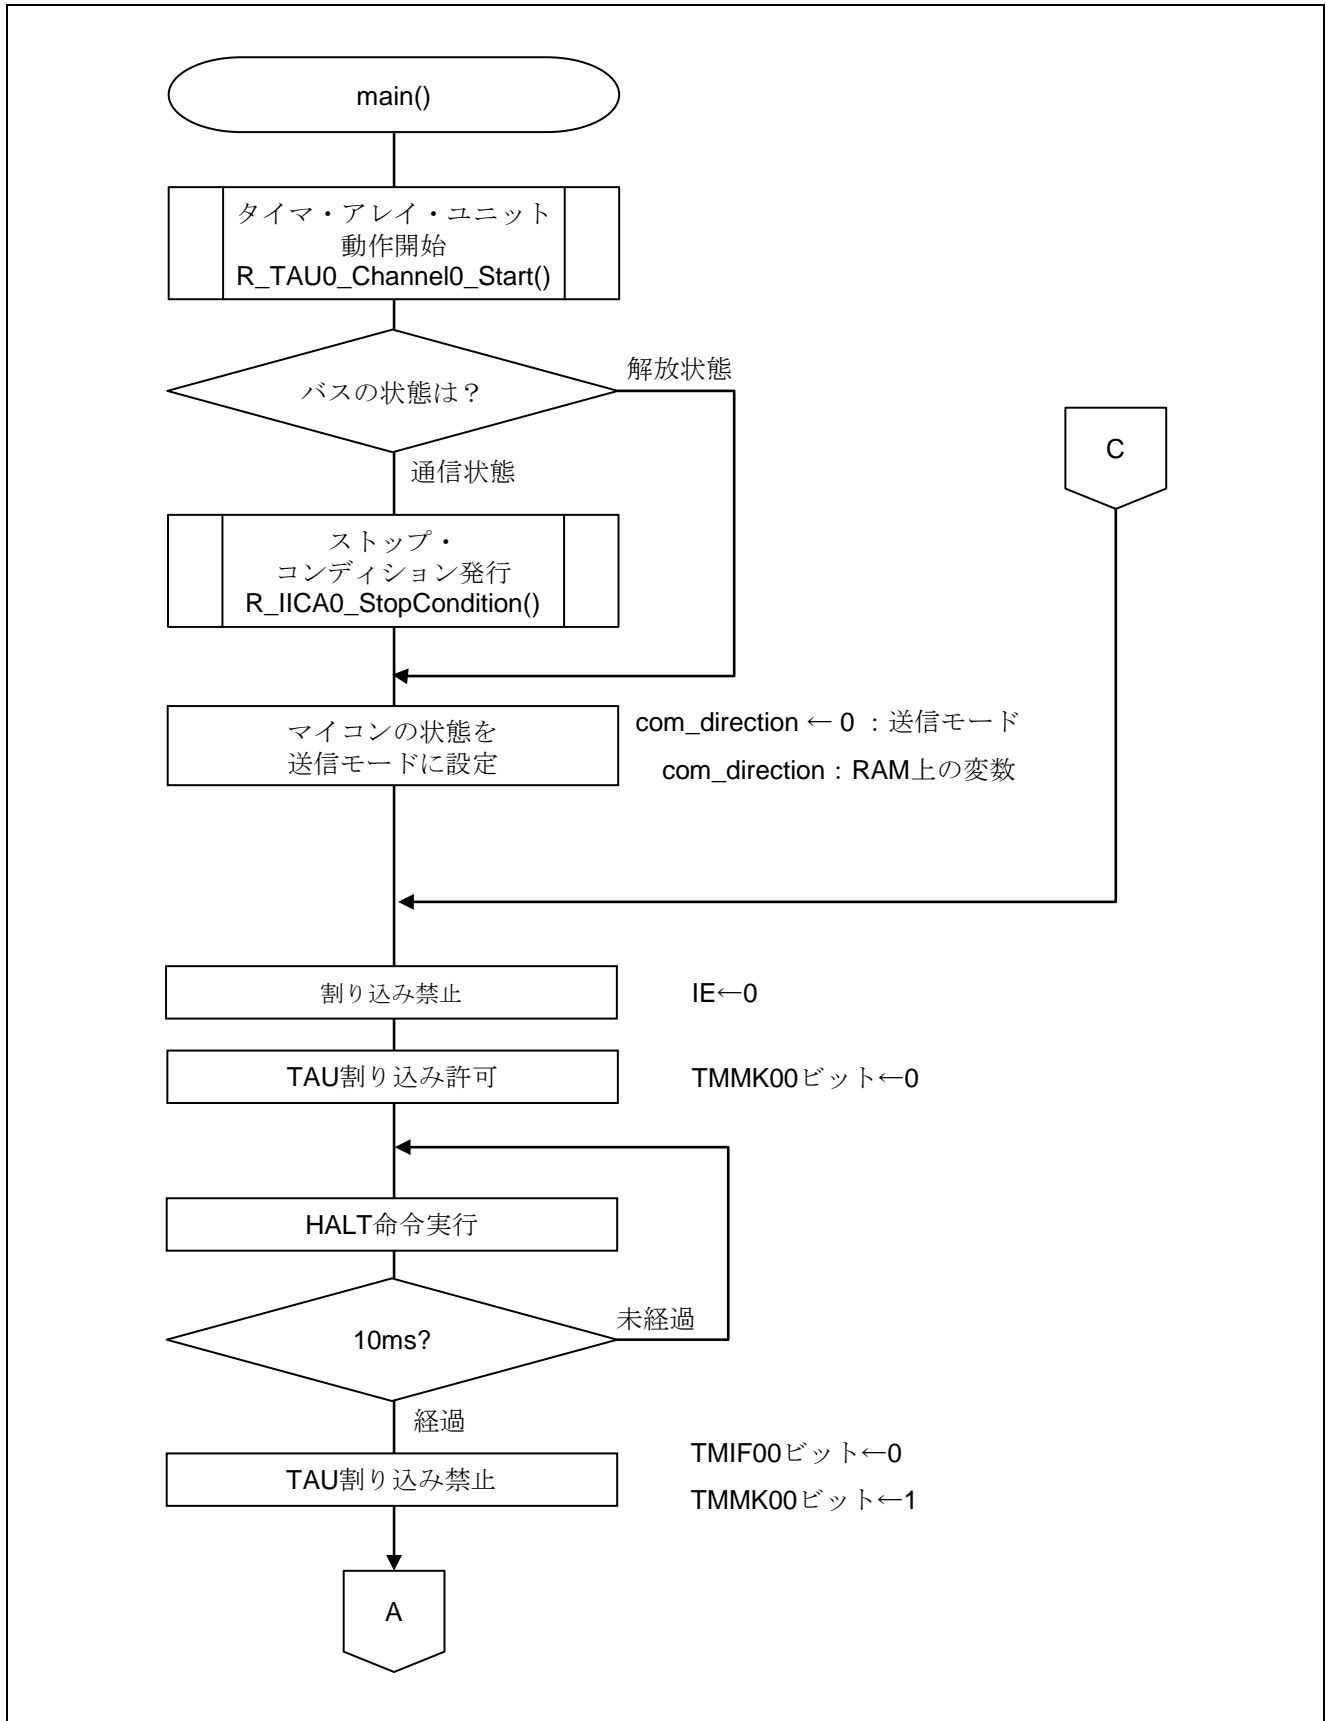 main()
タイマ・アレイ・ユニット
動作開始
R_TAU0_Channel0_Start()
バスの状態は？
解放状態
通信状態
C
ストップ・
コンディション発行
R_IICA0_StopCondition()
マイコンの状態を
送信モードに設定
com_direction ← 0 ：送信モード
com_direction：RAM上の変数
割り込み禁止
IE←0
TAU割り込み許可
TMMK00ビット←0
HALT命令実行
10ms?
未経過
経過
TAU割り込み禁止
TMIF00ビット←0
TMMK00ビット←1
A